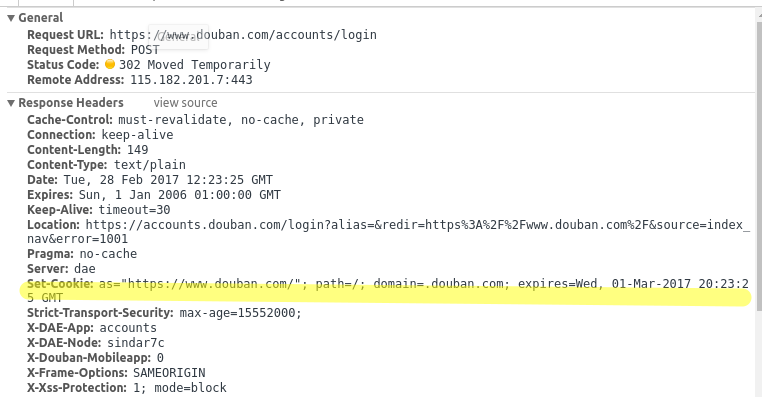 General
Request URL: https://www.douban.com/accounts/login
Request Method: POST
Status Code: 302 Moved Temporarily
Remote Address: 115.182.201.7:443
Response Headers view source
Cache-Control: must-revalidate, no-cache, private
Connection: keep-alive
Content-Length: 149
Content-Type: text/plain
Date: Tue, 28 Feb 2017 12:23:25 GMT
Expires: Sun, 1 Jan 2006 01:00:00 GMT
Keep-Alive: timeout=30
Location: https://accounts.douban.com/login?alias=&redir=https%3A%2F%2Fwww.douban.com%2F&source=index_
nav&error=1001
Pragma: no-cache
Server: dae
Set-Cookie: as="https://www.douban.com/"; path=/; domain=.douban.com; expires=Wed, 01-Mar-2017 20:23:2
5 GMT
Strict-Transport-Security: max-age=15552000;
X-DAE-App: accounts
X-DAE-Node: sindar7c
X-Douban-Mobileapp: 0
X-Frame-Options: SAMEORIGIN
X-Xss-Protection: 1; mode=block